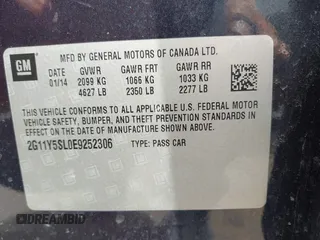 GM
MFD BY GENERAL MOTORS OF CANADA LTD.
DATE GVWR GAWR FRT GAWR RR
01/14 2099 KG 1066 KG 1033 KG
4627 LB 2350 LB 2277 LB
THIS VEHICLE CONFORMS TO ALL APPLICABLE U.S. FEDERAL MOTOR
VEHICLE SAFETY, BUMPER, AND THEFT PREVENTION STANDARDS IN
EFFECT ON THE DATE OF MANUFACTURE SHOWN ABOVE.
2G11Y5SL0E9252306 TYPE: PASS CAR
DREAMBID